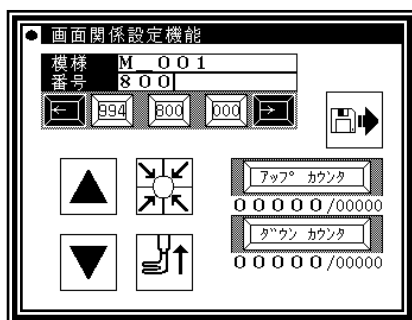 ● 画面関係設定機能
模様 M_001
番号 800
← 994 800 000 →
アップ カウンタ
00000/00000
ダウン カウンタ
00000/00000